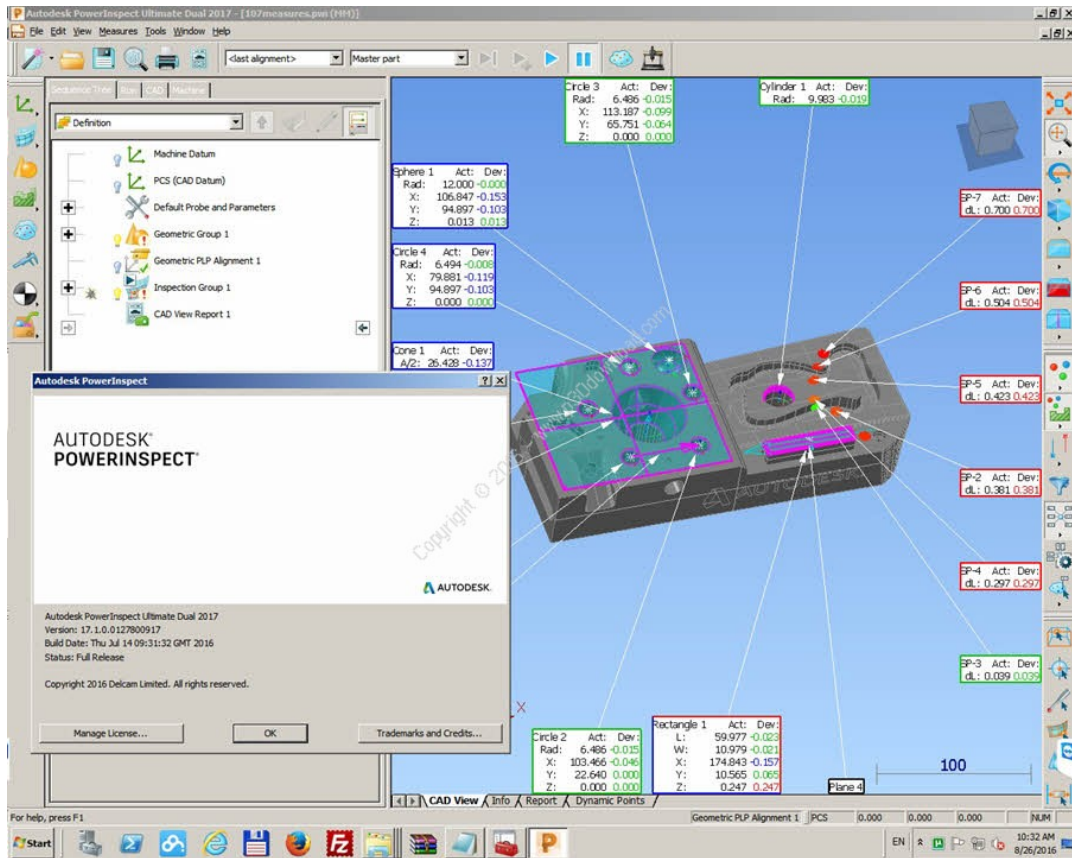 Autodesk PowerInspect Ultimate Dual 2017 - [107measures.pwi (MM)]
File Edit View Measures Tools Window Help
<last alignment> Master part
Sequence Tree Run CAD Machine
Definition
Machine Datum
PCS (CAD Datum)
Default Probe and Parameters
Geometric Group 1
Geometric PLP Alignment 1
Inspection Group 1
CAD View Report 1
Circle 3 Act: Dev:
Rad: 6.486 -0.015
X: 113.187 -0.099
Y: 65.751 -0.064
Z: 0.000 0.000
Cylinder 1 Act: Dev:
Rad: 9.983 -0.019
Sphere 1 Act: Dev:
Rad: 12.000 -0.000
X: 106.847 -0.153
Y: 94.897 -0.103
Z: 0.013 0.013
Circle 4 Act: Dev:
Rad: 6.494 -0.008
X: 79.881 -0.119
Y: 94.897 -0.103
Z: 0.000 0.000
Cone 1 Act: Dev:
A/2: 26.428 -0.137
SP-7 Act: Dev:
dL: 0.700 0.700
SP-6 Act: Dev:
dL: 0.504 0.504
SP-5 Act: Dev:
dL: 0.423 0.423
SP-2 Act: Dev:
dL: 0.381 0.381
SP-4 Act: Dev:
dL: 0.297 0.297
SP-3 Act: Dev:
dL: 0.039 0.039
AUTODESK
Autodesk PowerInspect
AUTODESK®
POWERINSPECT®
AUTODESK.
Autodesk PowerInspect Ultimate Dual 2017
Version: 17.1.0.0127800917
Build Date: Thu Jul 14 09:31:32 GMT 2016
Status: Full Release
Copyright 2016 Delcam Limited. All rights reserved.
Manage License... OK Trademarks and Credits...
X
Circle 2 Act: Dev:
Rad: 6.486 -0.015
X: 103.466 -0.046
Y: 22.640 0.000
Z: 0.000 0.000
Rectangle 1 Act: Dev:
L: 59.977 -0.023
W: 10.979 -0.021
X: 174.843 -0.157
Y: 10.565 0.065
Z: 0.247 0.247
Plane 4
100
CAD View Info Report Dynamic Points
For help, press F1
Geometric PLP Alignment 1 PCS 0.000 0.000 0.000 NUM
Start
EN
10:32 AM
8/26/2016